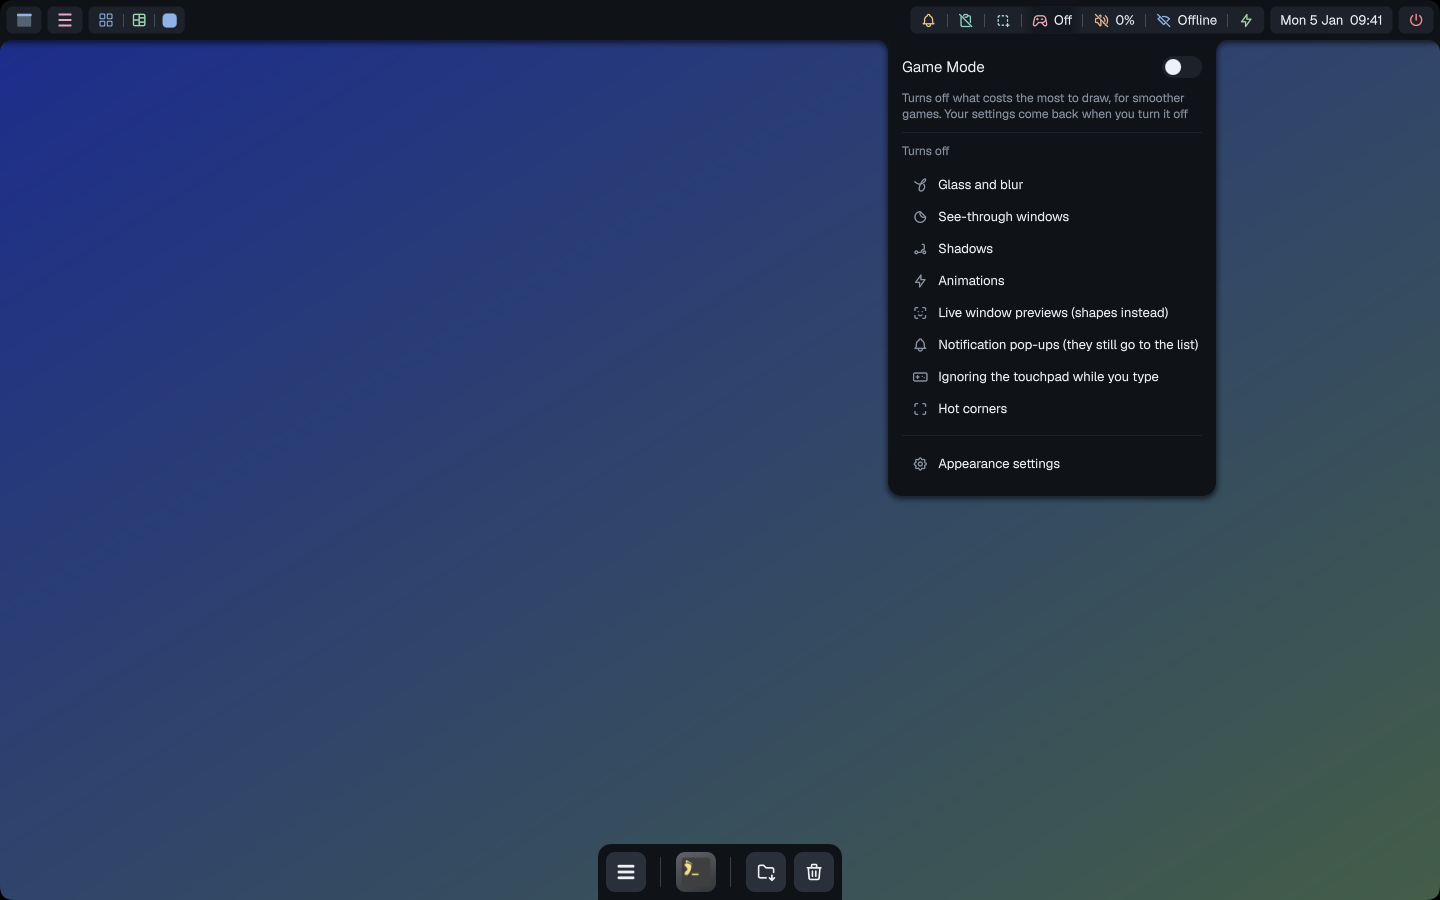 Off
0%
Offline
Mon 5 Jan 09:41
Game Mode
Turns off what costs the most to draw, for smoother
games. Your settings come back when you turn it off
Turns off
Glass and blur
See-through windows
Shadows
Animations
Live window previews (shapes instead)
Notification pop-ups (they still go to the list)
Ignoring the touchpad while you type
Hot corners
Appearance settings